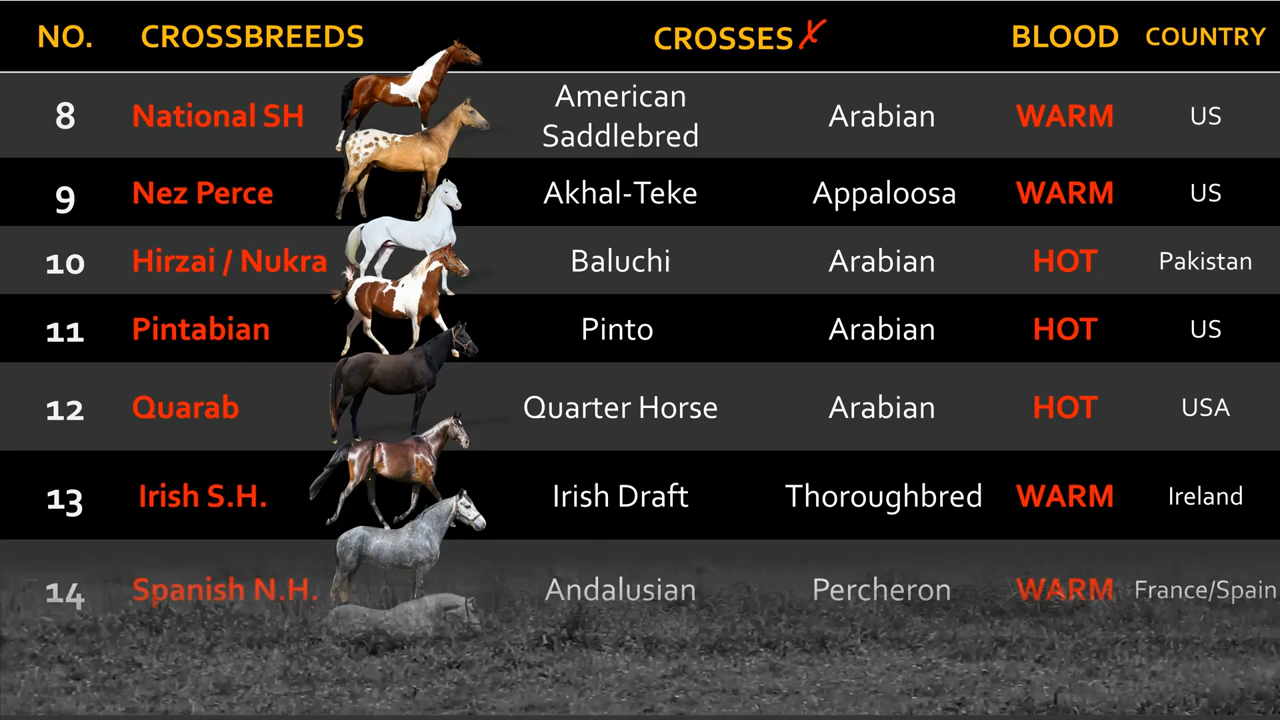 NO. CROSSBREEDS CROSSES X BLOOD COUNTRY
8 National SH American Saddlebred Arabian WARM US
9 Nez Perce Akhal-Teke Appaloosa WARM US
10 Hirzai / Nukra Baluchi Arabian HOT Pakistan
11 Pintabian Pinto Arabian HOT US
12 Quarab Quarter Horse Arabian HOT USA
13 Irish S.H. Irish Draft Thoroughbred WARM Ireland
14 Spanish N.H. Andalusian Percheron WARM France/Spain